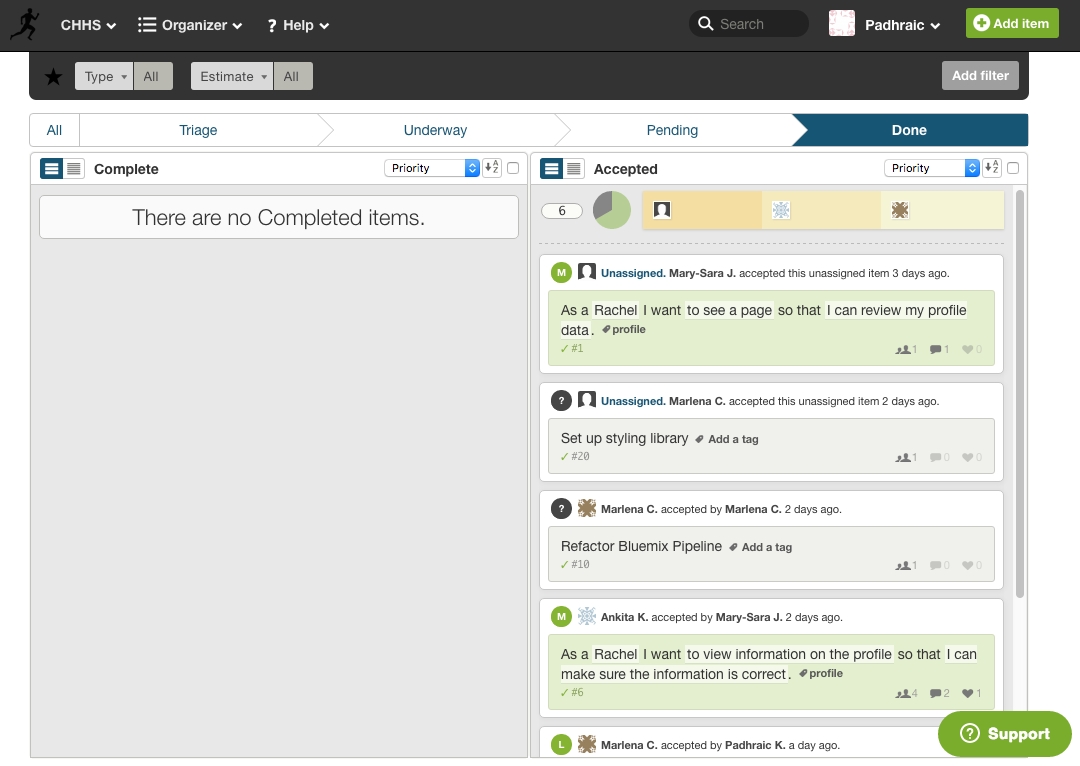 CHHS Organizer ? Help Search Padhraic Add item
Type All Estimate All Add filter
All Triage Underway Pending Done
Complete Priority
There are no Completed items.
Accepted Priority
6
M Unassigned. Mary-Sara J. accepted this unassigned item 3 days ago.
As a Rachel I want to see a page so that I can review my profile
data. profile
✓ #1 1 1 0
? Unassigned. Marlena C. accepted this unassigned item 2 days ago.
Set up styling library Add a tag
✓ #20 1 0 0
? Marlena C. accepted by Marlena C. 2 days ago.
Refactor Bluemix Pipeline Add a tag
✓ #10 1 0 0
M Ankita K. accepted by Mary-Sara J. 2 days ago.
As a Rachel I want to view information on the profile so that I can
make sure the information is correct. profile
✓ #6 4 2 1
L Marlena C. accepted by Padhraic K. a day ago.
? Support